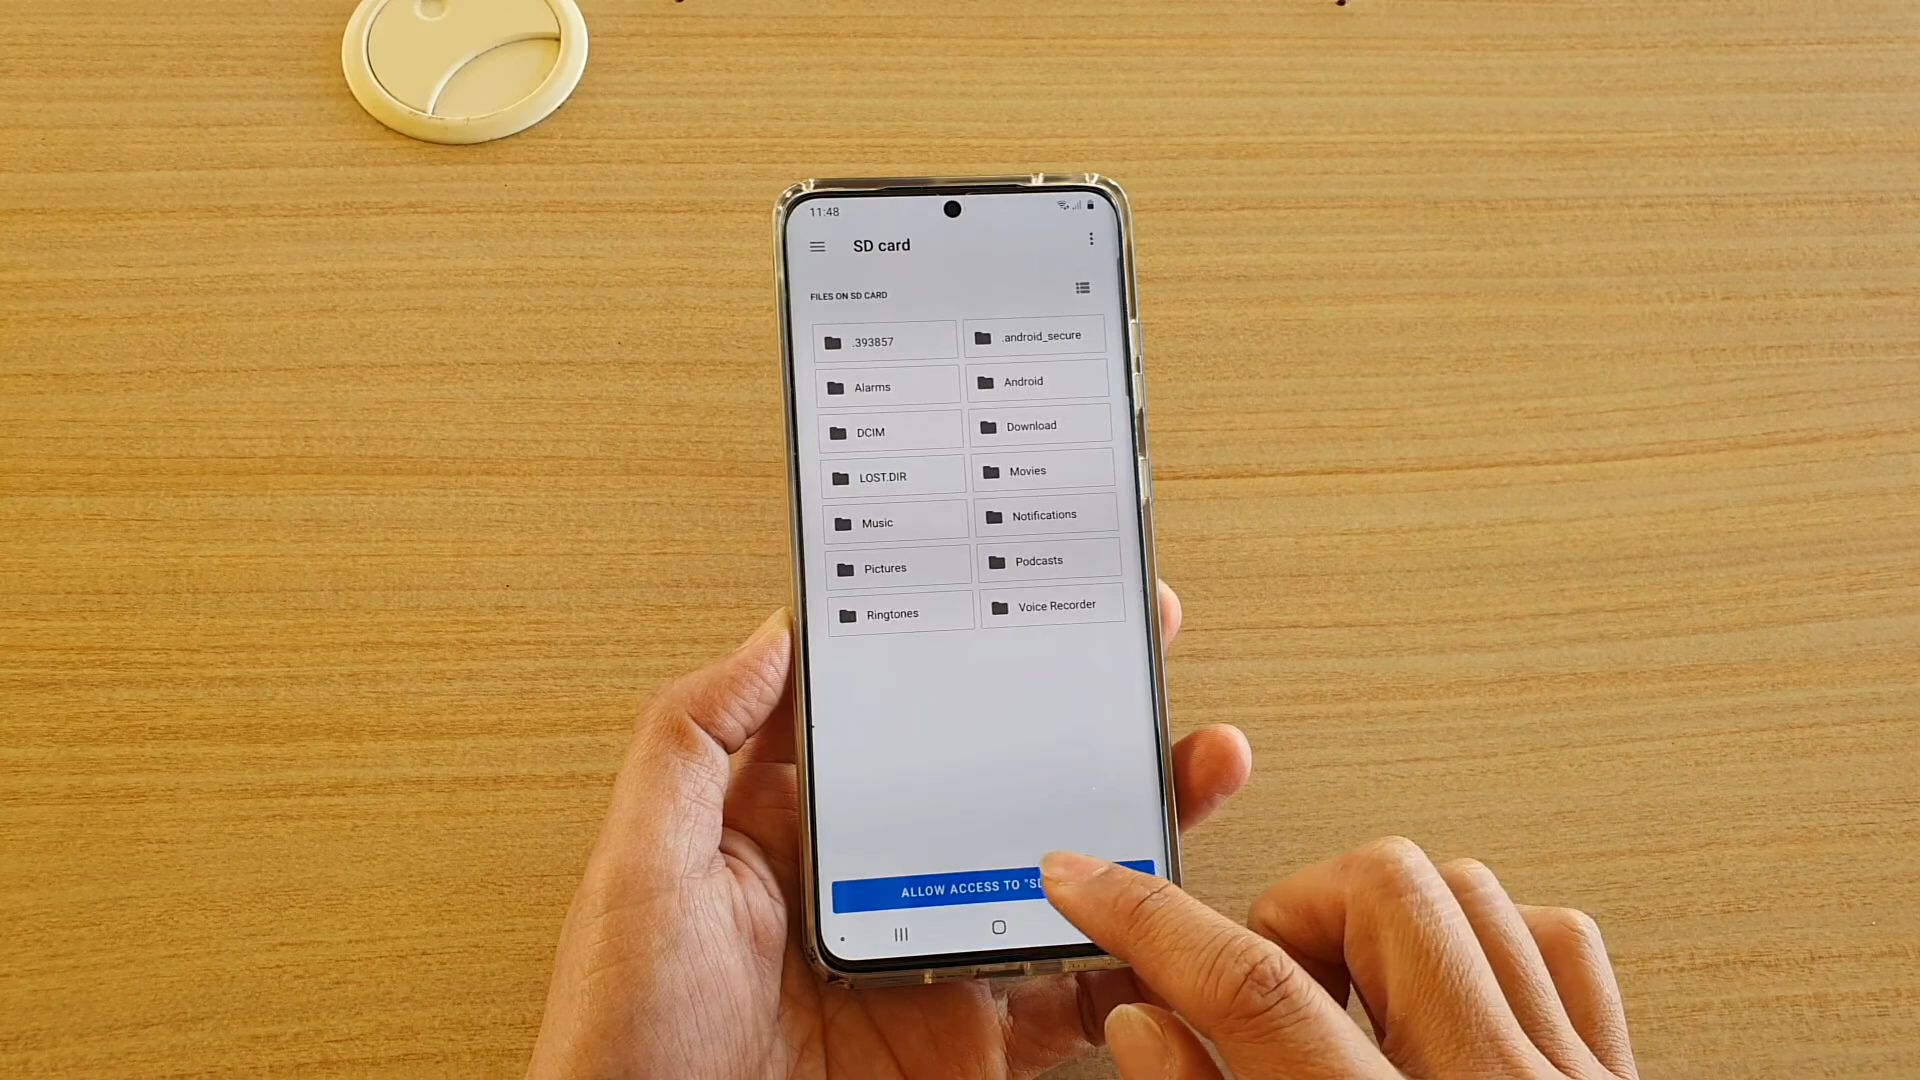 11:48
SD card
FILES ON SD CARD
.393857
.android_secure
Alarms
Android
DCIM
Download
LOST.DIR
Movies
Music
Notifications
Pictures
Podcasts
Ringtones
Voice Recorder
ALLOW ACCESS TO "SD